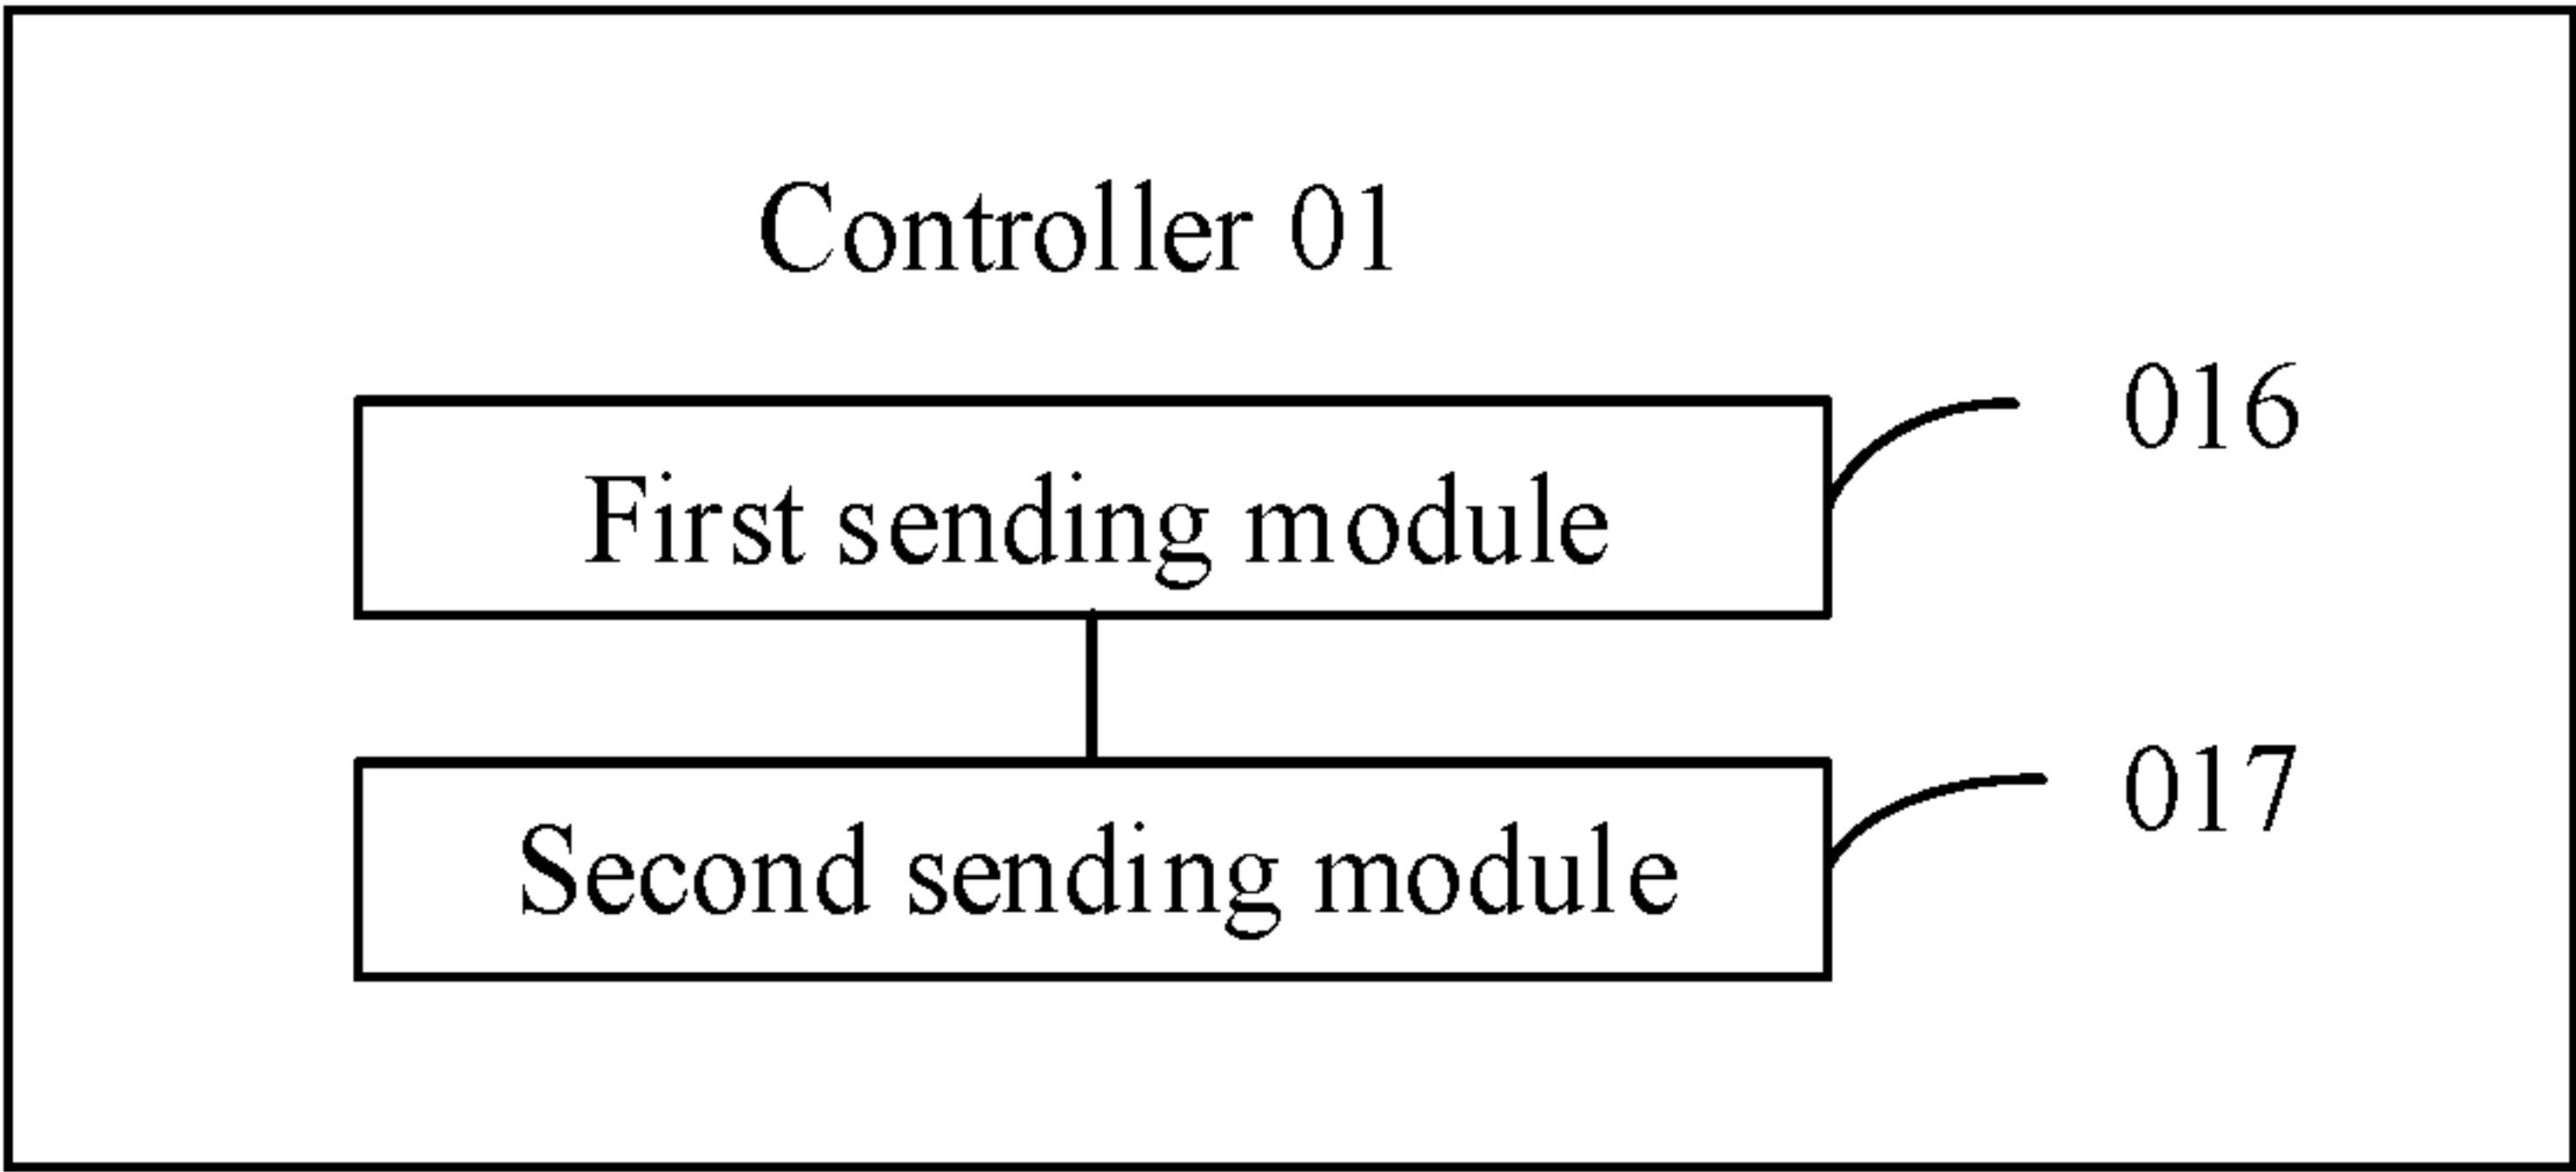 Controller 01
016
First sending module
017
Second sending module